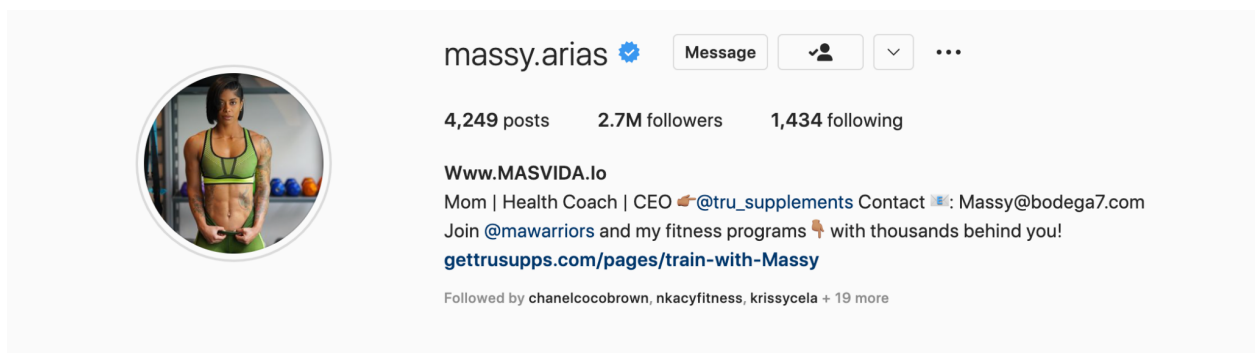 massy.arias
Message
4,249 posts 2.7M followers 1,434 following
Www.MASVIDA.Io
Mom | Health Coach | CEO 👉🏽@tru_supplements Contact 📧: Massy@bodega7.com
Join @mawarriors and my fitness programs 👇🏽 with thousands behind you!
gettrusupps.com/pages/train-with-Massy
Followed by chanelcocobrown, nkacyfitness, krissycela + 19 more